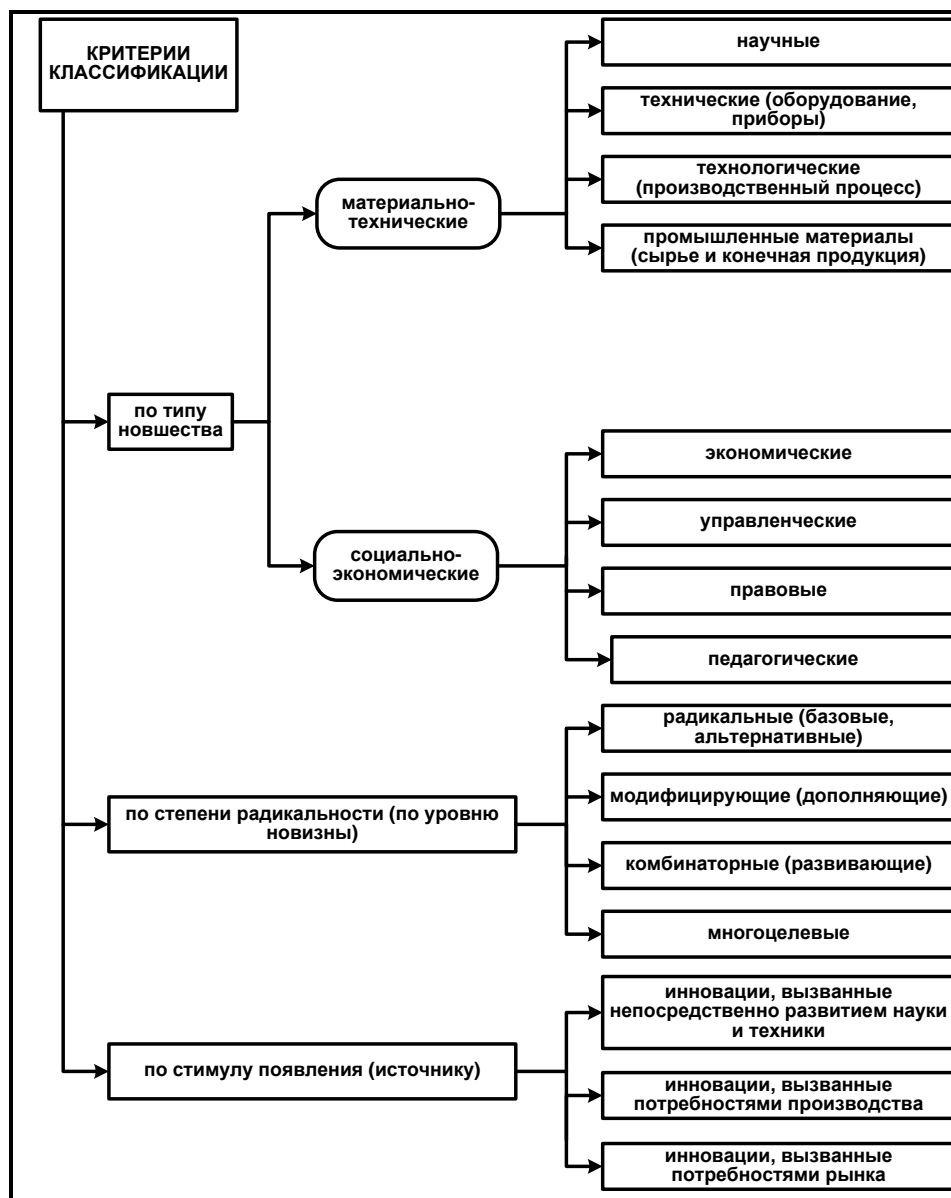 КРИТЕРИИ
КЛАССИФИКАЦИИ
по типу
новшества
материально-
технические
научные
технические (оборудование,
приборы)
технологические
(производственный процесс)
промышленные материалы
(сырье и конечная продукция)
социально-
экономические
экономические
управленческие
правовые
педагогические
по степени радикальности (по уровню
новизны)
радикальные (базовые,
альтернативные)
модифицирующие (дополняющие)
комбинаторные (развивающие)
многоцелевые
по стимулу появления (источнику)
инновации, вызванные
непосредственно развитием науки
и техники
инновации, вызванные
потребностями производства
инновации, вызванные
потребностями рынка